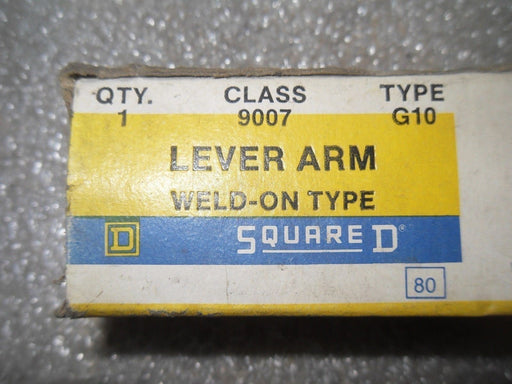 QTY. CLASS TYPE
1 9007 G10
LEVER ARM
WELD-ON TYPE
D SQUARE D®
80